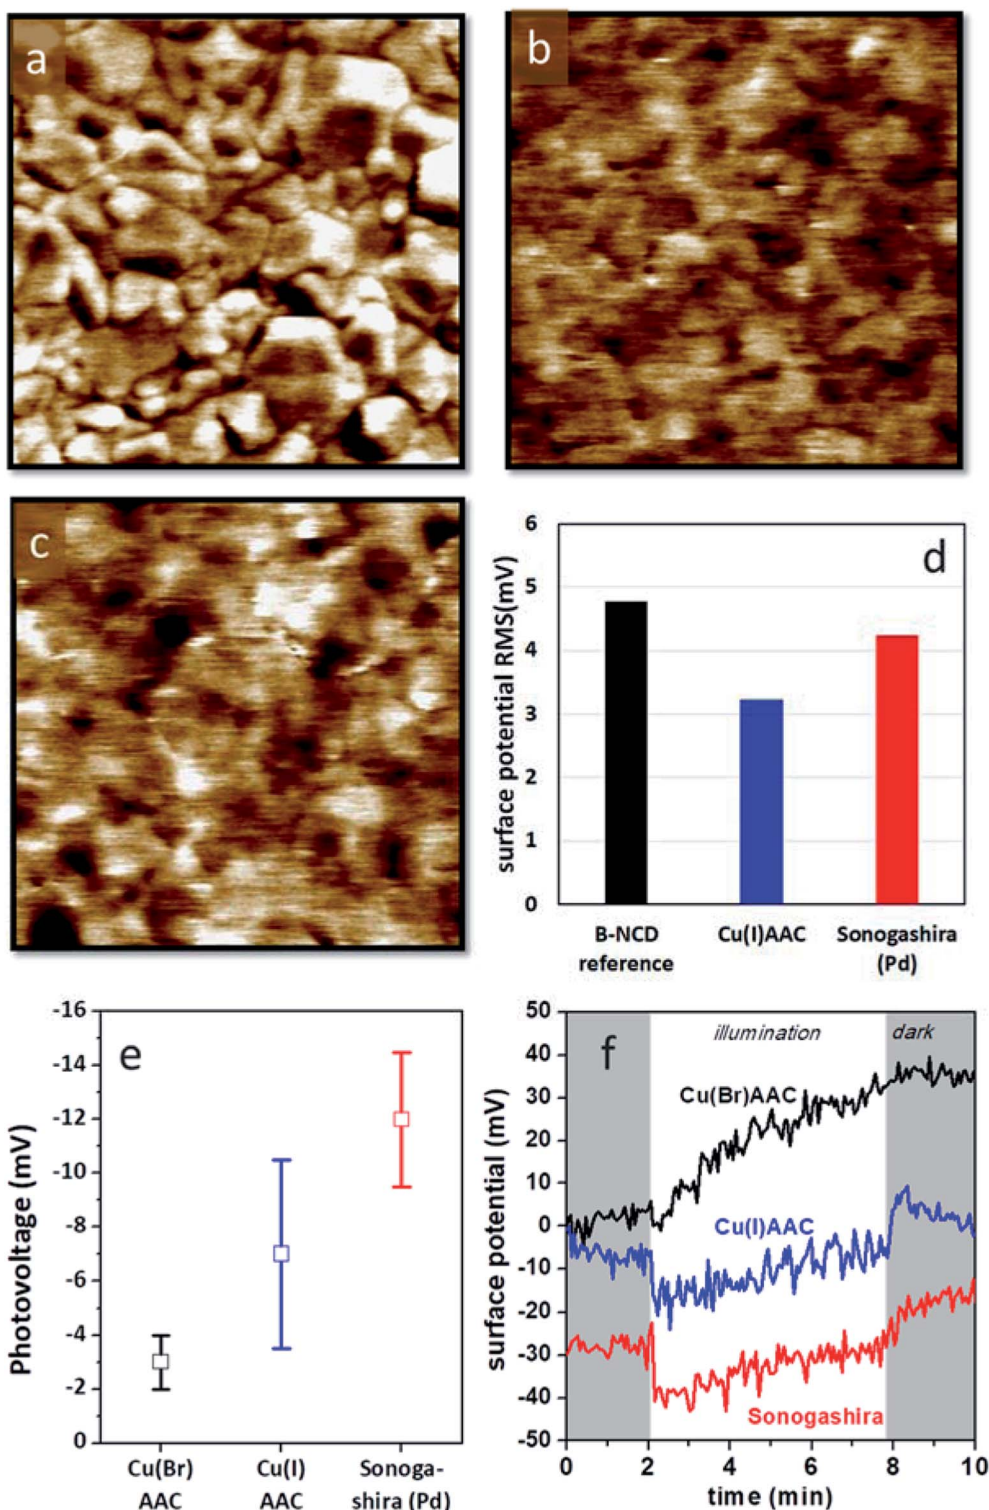 a
b
c
d
surface potential RMS(mV)
6
5
4
3
2
1
0
B-NCD
reference
Cu(I)AAC
Sonogashira
(Pd)
e
Photovoltage (mV)
-16
-14
-12
-10
-8
-6
-4
-2
0
Cu(Br)
AAC
Cu(I)
AAC
Sonoga-
shira (Pd)
f
illumination
dark
surface potential (mV)
50
40
30
20
10
0
-10
-20
-30
-40
-50
Cu(Br)AAC
Cu(I)AAC
Sonogashira
0 2 4 6 8 10
time (min)